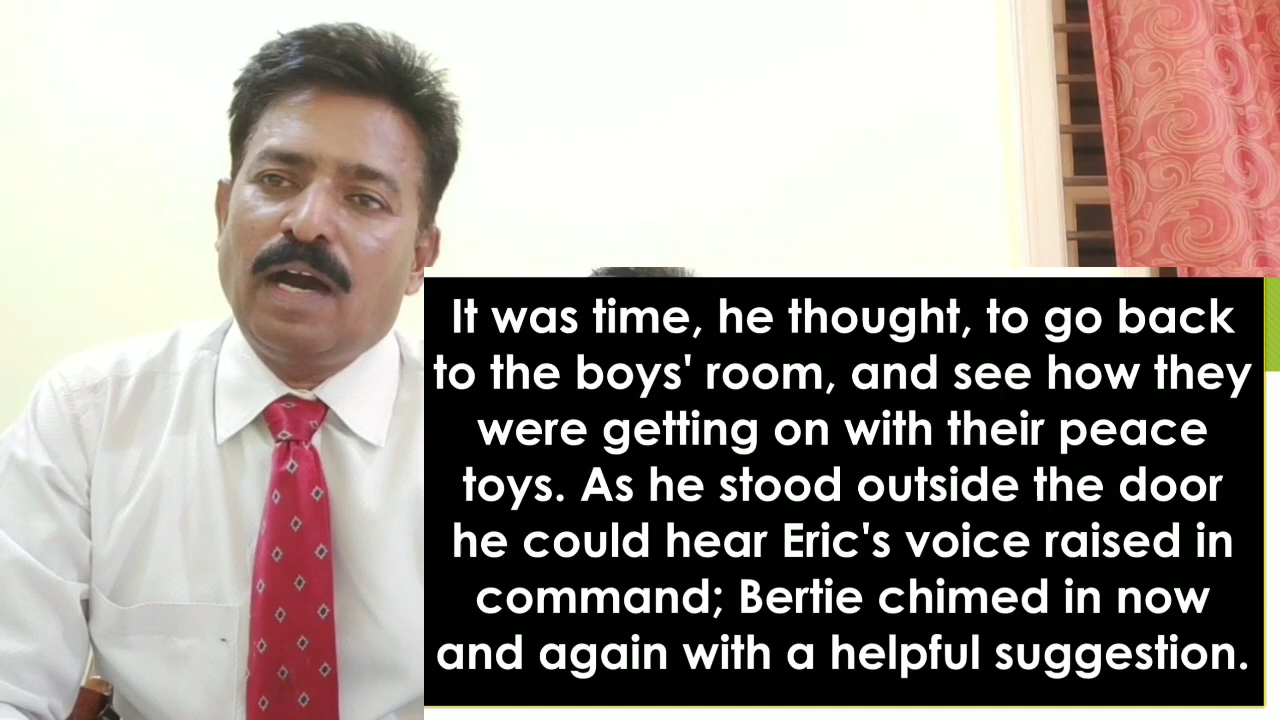 It was time, he thought, to go back
to the boys' room, and see how they
were getting on with their peace
toys. As he stood outside the door
he could hear Eric's voice raised in
command; Bertie chimed in now
and again with a helpful suggestion.